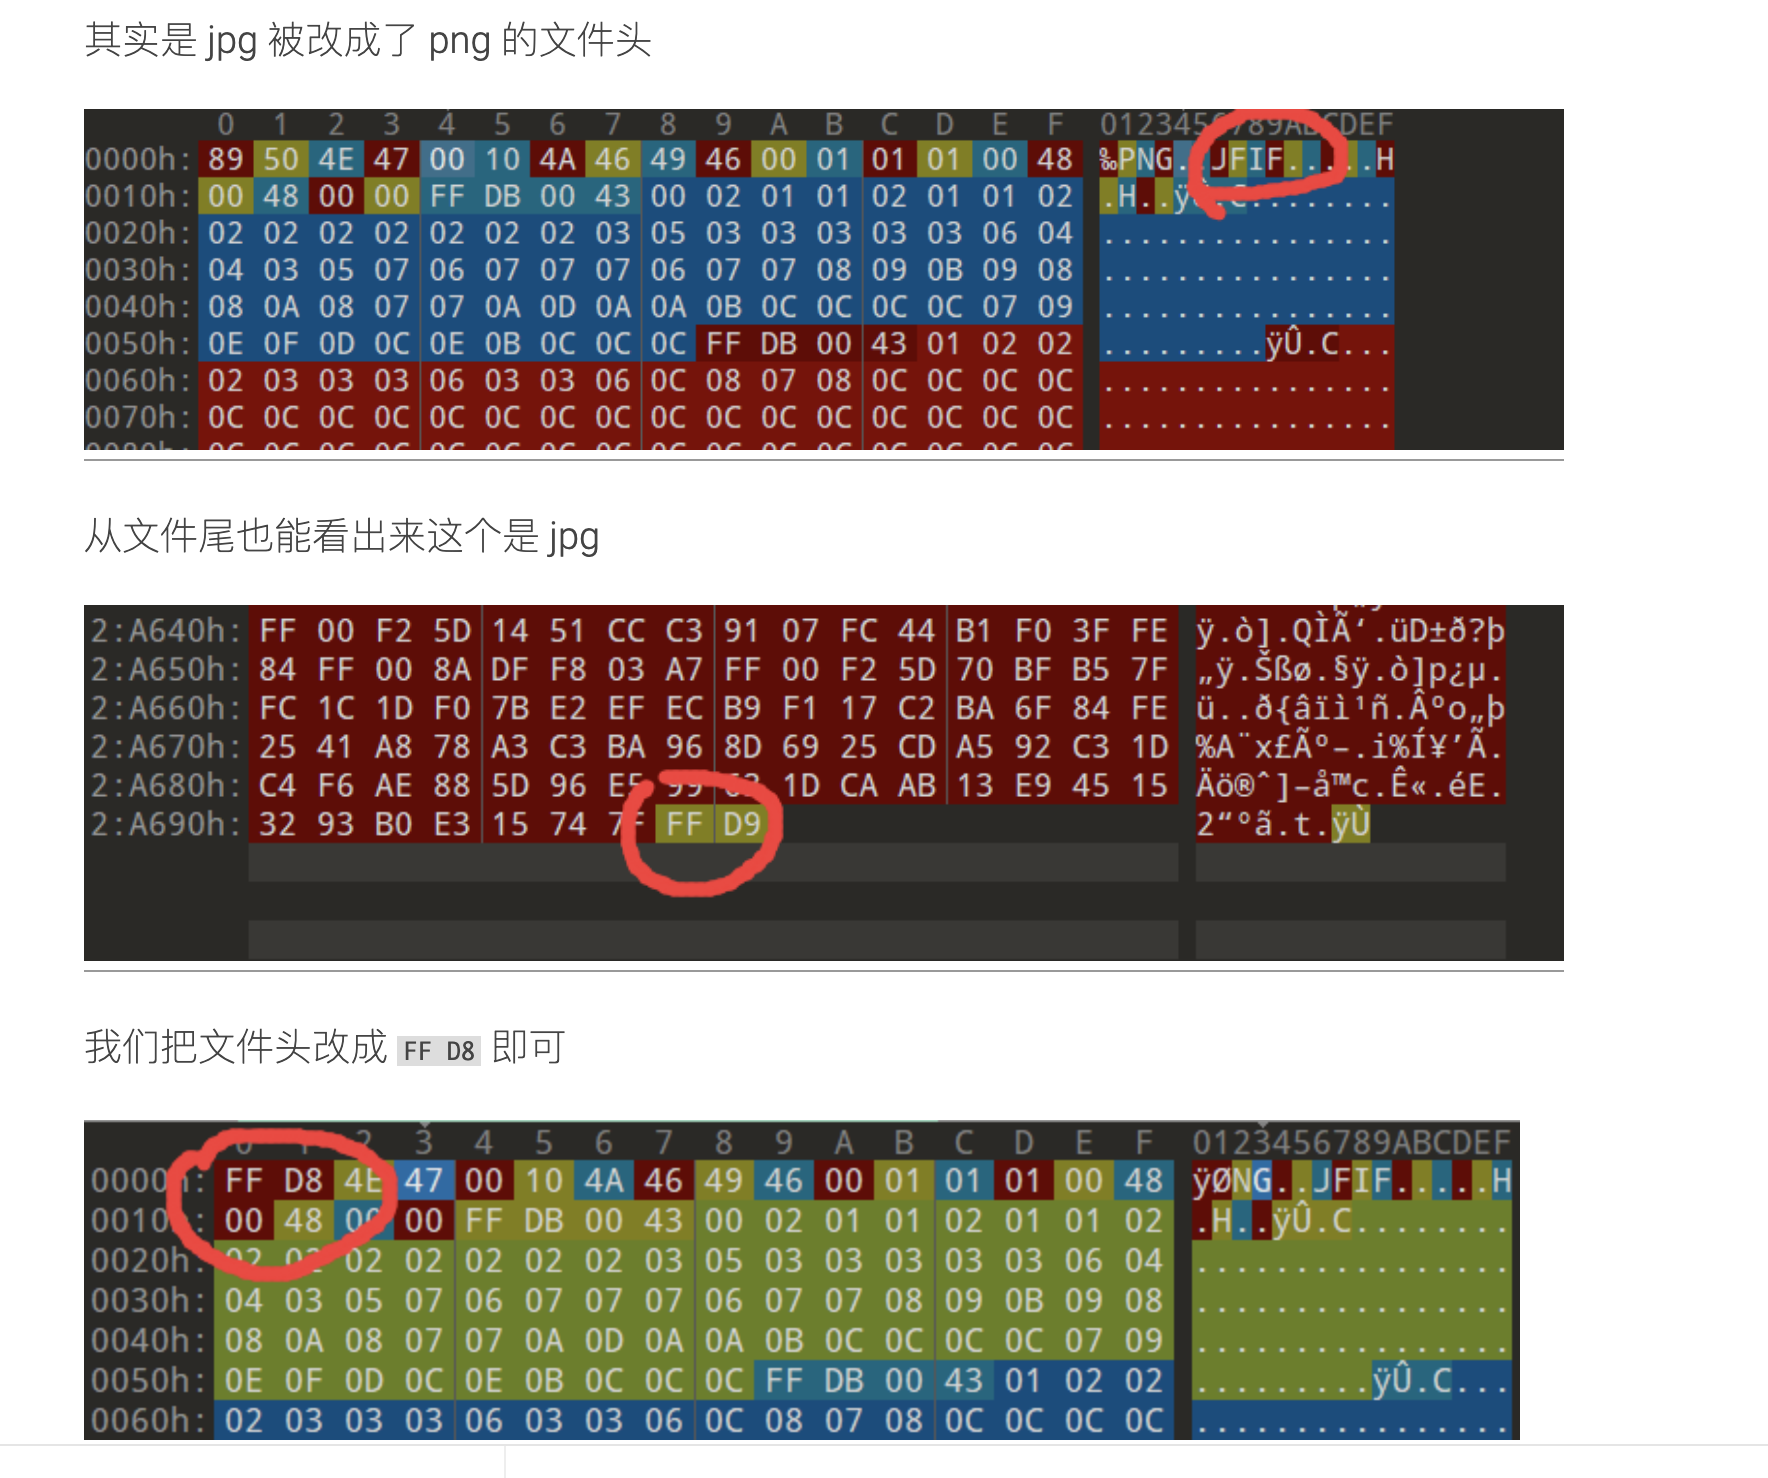 其实是 jpg 被改成了 png 的文件头
0 1 2 3 4 5 6 7 8 9 A B C D E F 0123456789ABCDEF
0000h: 89 50 4E 47 00 10 4A 46 49 46 00 01 01 01 00 48 ‰PNG..JFIF.....H
0010h: 00 48 00 00 FF DB 00 43 00 02 01 01 02 01 01 02 .H..ÿÛ.C........
0020h: 02 02 02 02 02 02 02 03 05 03 03 03 03 03 06 04 ................
0030h: 04 03 05 07 06 07 07 07 06 07 07 08 09 0B 09 08 ................
0040h: 08 0A 08 07 07 0A 0D 0A 0A 0B 0C 0C 0C 0C 07 09 ................
0050h: 0E 0F 0D 0C 0E 0B 0C 0C 0C FF DB 00 43 01 02 02 .........ÿÛ.C...
0060h: 02 03 03 03 06 03 03 06 0C 08 07 08 0C 0C 0C 0C ................
0070h: 0C 0C 0C 0C 0C 0C 0C 0C 0C 0C 0C 0C 0C 0C 0C 0C ................
从文件尾也能看出来这个是 jpg
2:A640h: FF 00 F2 5D 14 51 CC C3 91 07 FC 44 B1 F0 3F FE ÿ.ò].QÌÃ‘.üD±ð?þ
2:A650h: 84 FF 00 8A DF F8 03 A7 FF 00 F2 5D 70 BF B5 7F „ÿ.Šßø.§ÿ.ò]p¿µ.
2:A660h: FC 1C 1D F0 7B E2 EF EC B9 F1 17 C2 BA 6F 84 FE ü..ð{âïì¹ñ.Âºo„þ
2:A670h: 25 41 A8 78 A3 C3 BA 96 8D 69 25 CD A5 92 C3 1D %A¨x£Ãº–.i%Í¥’Ã.
2:A680h: C4 F6 AE 88 5D 96 E5 99 63 1D CA AB 13 E9 45 15 Äö®ˆ]–å™c.Ê«.éE.
2:A690h: 32 93 B0 E3 15 74 7F FF D9 2“°ã.t.ÿÙ
我们把文件头改成 FF D8 即可
0 1 2 3 4 5 6 7 8 9 A B C D E F 0123456789ABCDEF
0000h: FF D8 4E 47 00 10 4A 46 49 46 00 01 01 01 00 48 ÿØNG..JFIF.....H
0010h: 00 48 00 00 FF DB 00 43 00 02 01 01 02 01 01 02 .H..ÿÛ.C........
0020h: 02 02 02 02 02 02 02 03 05 03 03 03 03 03 06 04 ................
0030h: 04 03 05 07 06 07 07 07 06 07 07 08 09 0B 09 08 ................
0040h: 08 0A 08 07 07 0A 0D 0A 0A 0B 0C 0C 0C 0C 07 09 ................
0050h: 0E 0F 0D 0C 0E 0B 0C 0C 0C FF DB 00 43 01 02 02 .........ÿÛ.C...
0060h: 02 03 03 03 06 03 03 06 0C 08 07 08 0C 0C 0C 0C ................